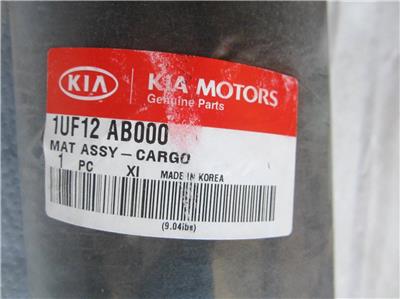 KIA KIA MOTORS
Genuine Parts
1UF12 AB000
MAT ASSY-CARGO
1 PC XI MADE IN KOREA
(9.04lbs)